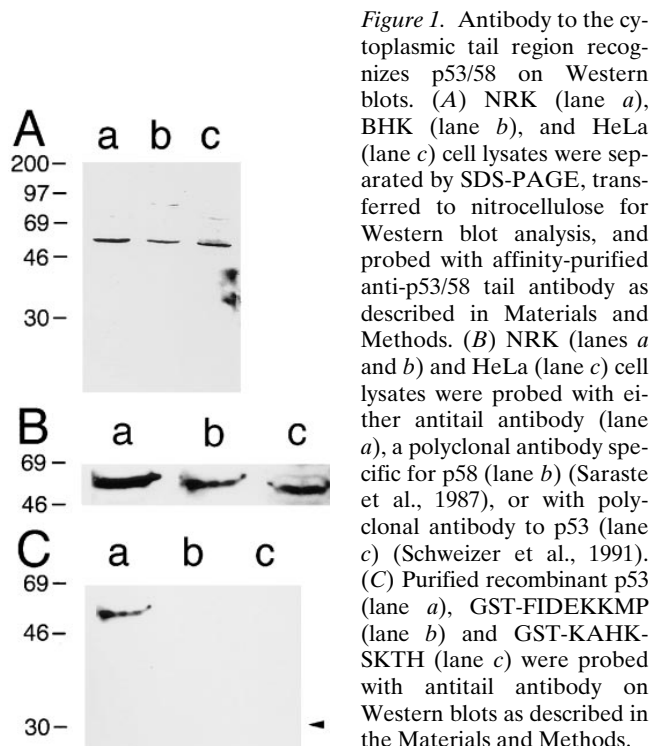 A a b c
200 –
97 –
69 –
46 –
30 –
B a b c
69 –
46 –
C a b c
69 –
46 –
30 –
Figure 1. Antibody to the cy-
toplasmic tail region recog-
nizes p53/58 on Western
blots. (A) NRK (lane a),
BHK (lane b), and HeLa
(lane c) cell lysates were sep-
arated by SDS-PAGE, trans-
ferred to nitrocellulose for
Western blot analysis, and
probed with affinity-purified
anti-p53/58 tail antibody as
described in Materials and
Methods. (B) NRK (lanes a
and b) and HeLa (lane c) cell
lysates were probed with ei-
ther antitail antibody (lane
a), a polyclonal antibody spe-
cific for p58 (lane b) (Saraste
et al., 1987), or with poly-
clonal antibody to p53 (lane
c) (Schweizer et al., 1991).
(C) Purified recombinant p53
(lane a), GST-FIDEKKMP
(lane b) and GST-KAHK-
SKTH (lane c) were probed
with antitail antibody on
Western blots as described in
the Materials and Methods.